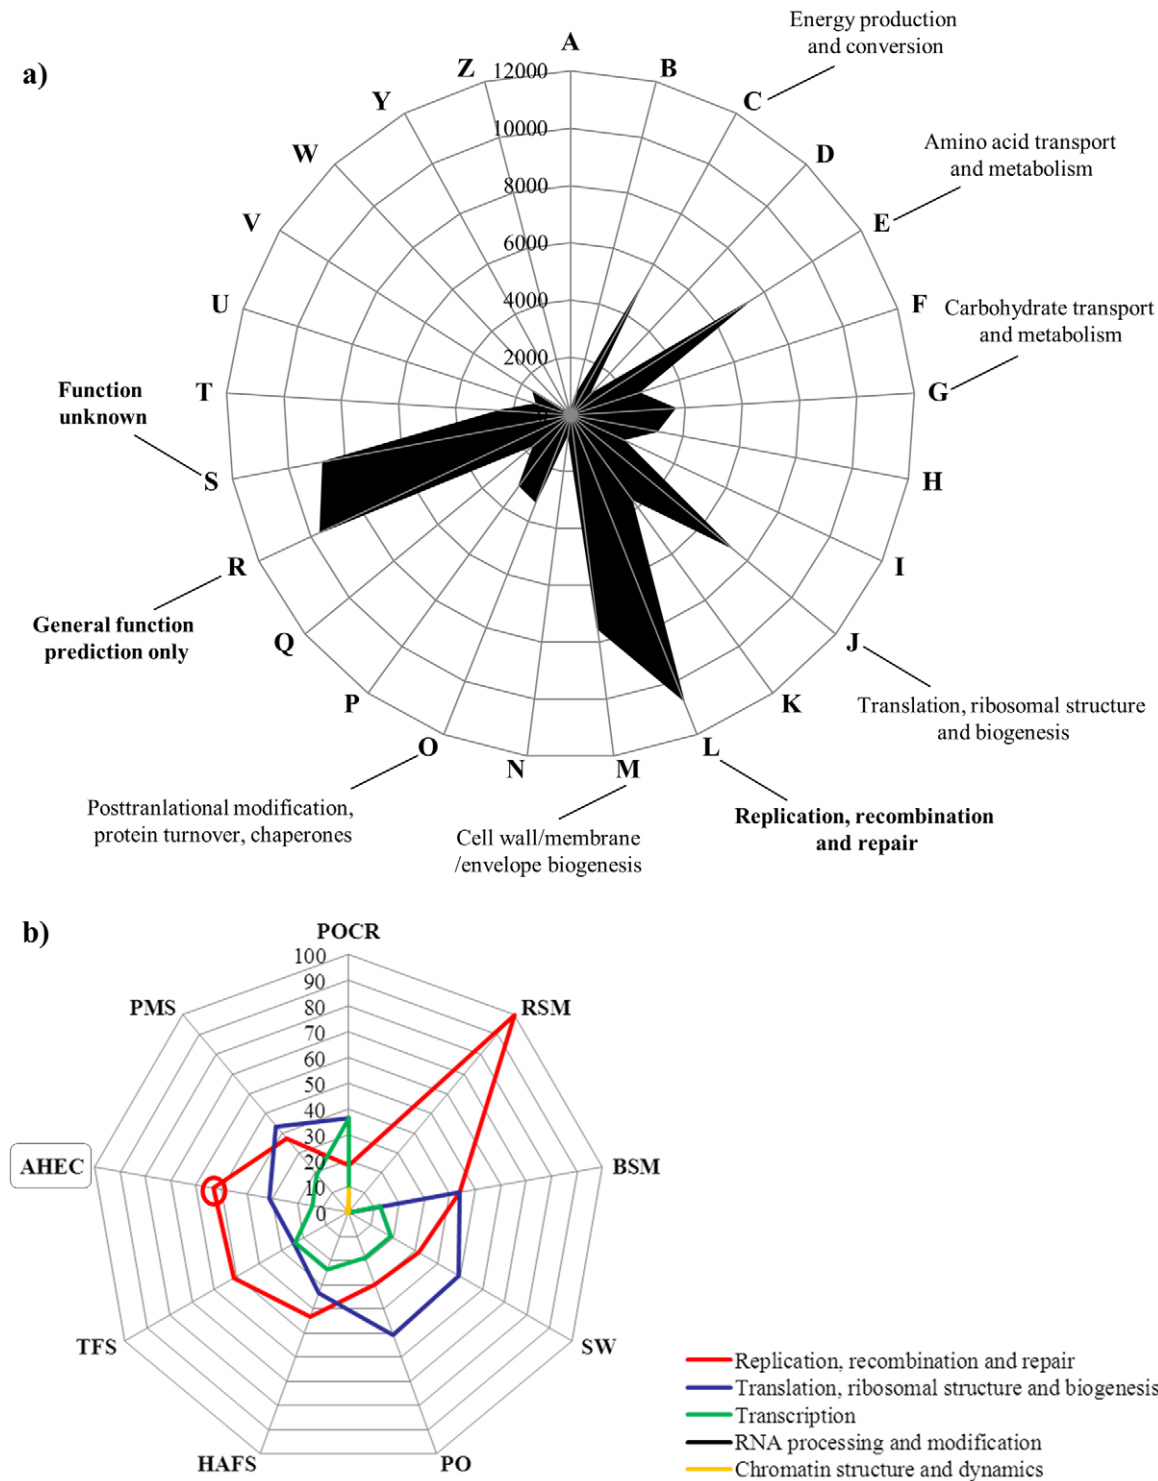 a)
Energy production
and conversion
A
Z
B
12000
Y
C
10000
W
D
Amino acid transport
and metabolism
8000
V
E
6000
U
F
4000
Carbohydrate transport
and metabolism
2000
T
G
Function
unknown
S
H
R
I
General function
prediction only
Q
J
P
K
Translation, ribosomal structure
and biogenesis
O
L
N
M
Posttranlational modification,
protein turnover, chaperones
Cell wall/membrane
/envelope biogenesis
Replication, recombination
and repair
b)
POCR
100
90
80
70
60
50
40
30
20
10
0
PMS
RSM
AHEC
BSM
TFS
SW
HAFS
PO
Replication, recombination and repair
Translation, ribosomal structure and biogenesis
Transcription
RNA processing and modification
Chromatin structure and dynamics